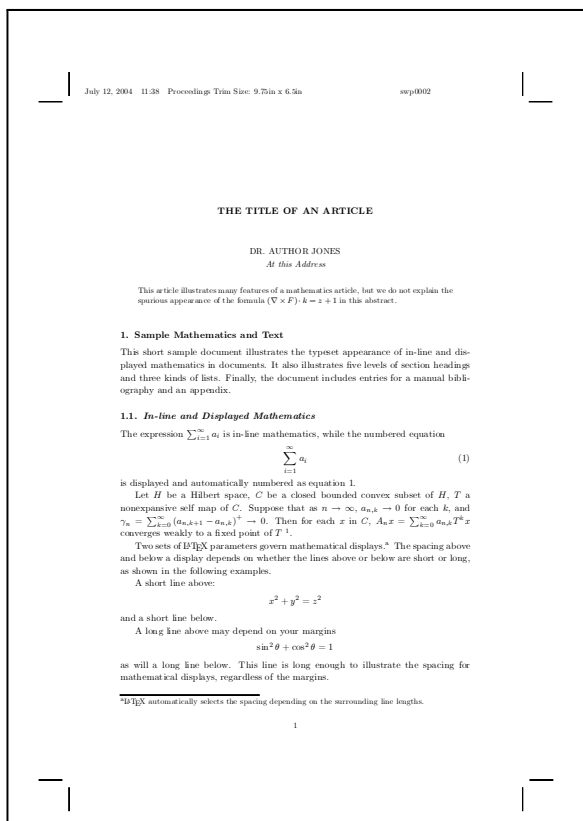 July 12, 2004 11:38 Proceedings Trim Size: 9.75in x 6.5in swp0002
THE TITLE OF AN ARTICLE
DR. AUTHOR JONES
At this Address
This article illustrates many features of a mathematics article, but we do not explain the
spurious appearance of the formula (∇ × F) · k = z + 1 in this abstract.
1. Sample Mathematics and Text
This short sample document illustrates the typeset appearance of in-line and dis-
played mathematics in documents. It also illustrates five levels of section headings
and three kinds of lists. Finally, the document includes entries for a manual bibli-
ography and an appendix.
1.1. In-line and Displayed Mathematics
The expression ∑_{i=1}^{∞} a_i is in-line mathematics, while the numbered equation
∑_{i=1}^{∞} a_i (1)
is displayed and automatically numbered as equation 1.
Let H be a Hilbert space, C be a closed bounded convex subset of H, T a
nonexpansive self map of C. Suppose that as n → ∞, a_{n,k} → 0 for each k, and
γ_n = ∑_{k=0}^{∞} (a_{n,k+1} − a_{n,k})^+ → 0. Then for each x in C, A_n x = ∑_{k=0}^{∞} a_{n,k} T^k x
converges weakly to a fixed point of T ^1.
Two sets of LaTeX parameters govern mathematical displays.^a The spacing above
and below a display depends on whether the lines above or below are short or long,
as shown in the following examples.
A short line above:
x² + y² = z²
and a short line below.
A long line above may depend on your margins
sin² θ + cos² θ = 1
as will a long line below. This line is long enough to illustrate the spacing for
mathematical displays, regardless of the margins.
^a LaTeX automatically selects the spacing depending on the surrounding line lengths.
1